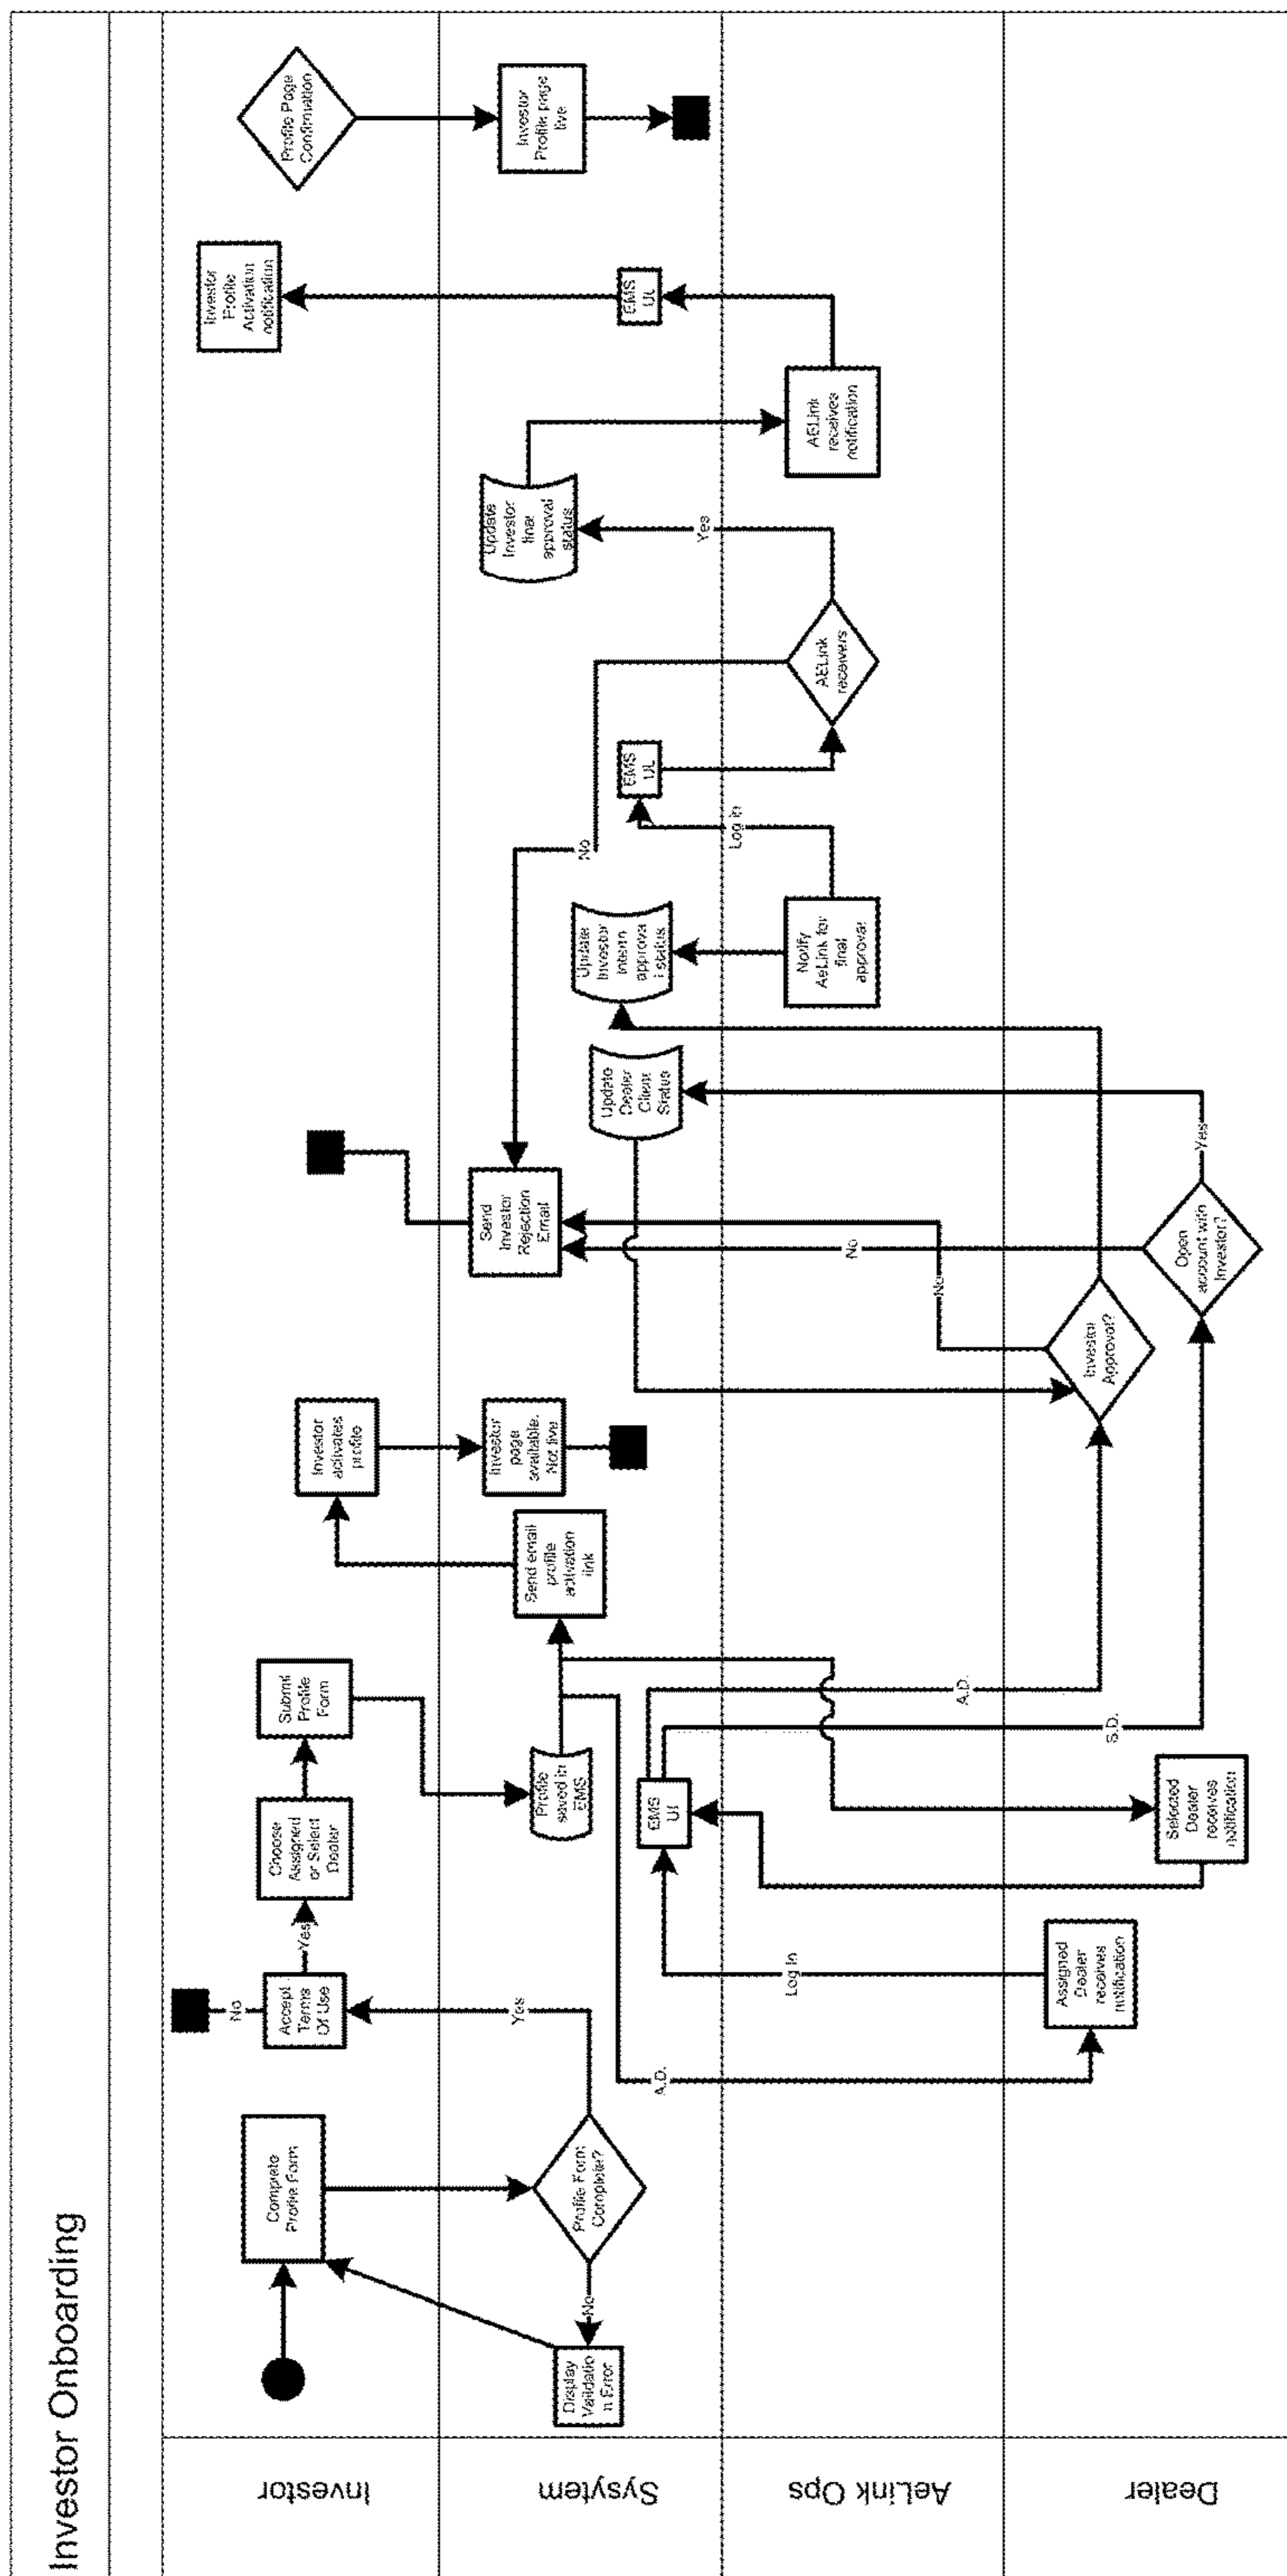 Investor Onboarding
Investor
Sysytem
AeLink Ops
Dealer
Complete
Profile Form
Profile Form
Complete?
No
Display
Validatio
n Error
Yes
Accept
Terms
Of Use
No
Yes
Choose
Assigned
or Select
Dealer
Submit
Profile
Form
Profile
saved in
EMS
A.D.
Assigned
Dealer
receives
notification
Log In
Selected
Dealer
receives
notification
EMS
UI
A.D.
S.D.
Send email
profile
activation
link
Investor
activates
profile
Investor
page
available.
Not live
Investor
Approval?
No
Open
account with
Investor?
No
Yes
Send
Investor
Rejection
Email
Update
Dealer
Client
Status
Update
Investor
Interin
approva
l status
Notify
AeLink for
final
approval
Log in
EMS
UI
AELink
receivers
No
Yes
Update
Investor
final
approval
status
AELink
receives
notification
EMS
UI
Investor
Profile
Activation
notification
Profile Page
Confirmation
Investor
Profile page
live